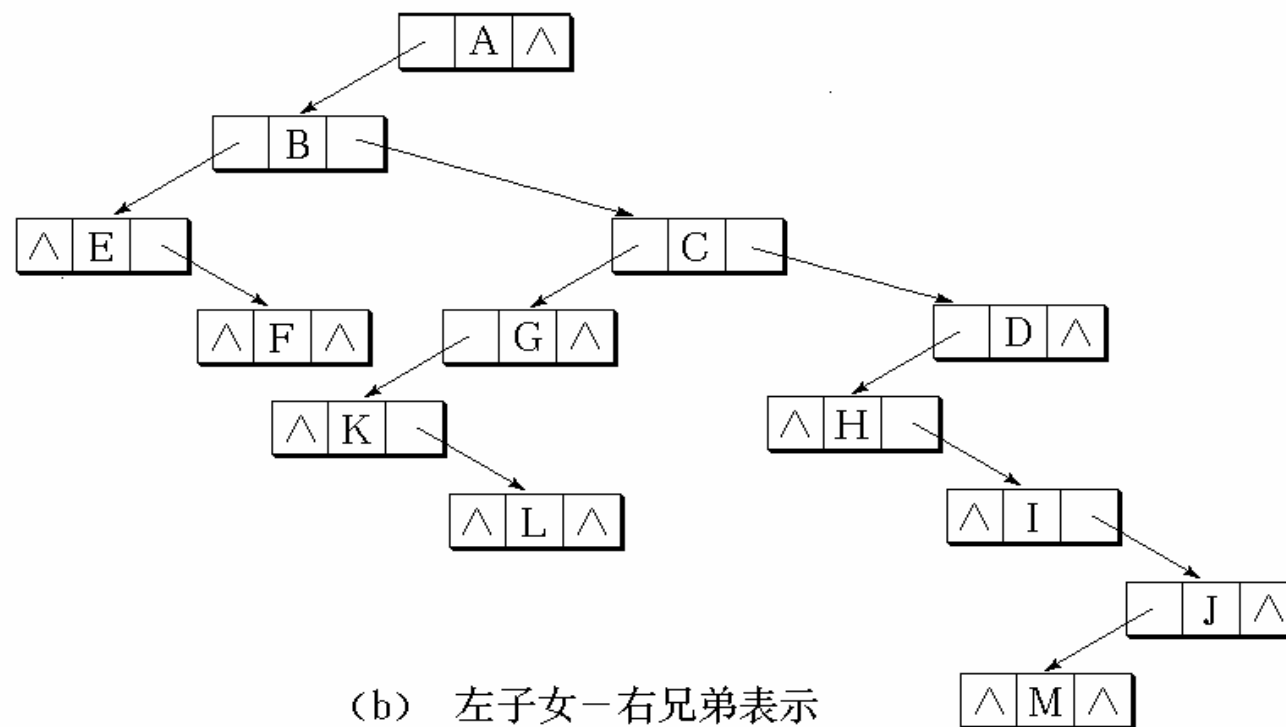 A ∧
B
∧ E
C
∧ F ∧
G ∧
D ∧
∧ K
∧ H
∧ L ∧
∧ I
J ∧
∧ M ∧
(b) 左子女－右兄弟表示